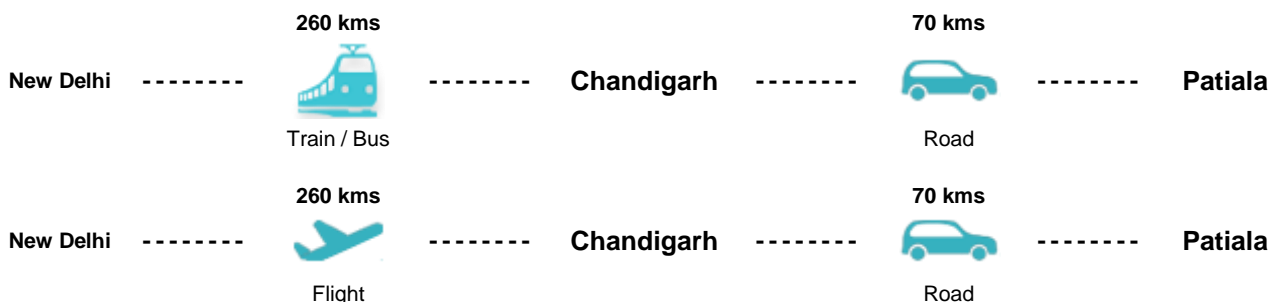 260 kms 70 kms
New Delhi -------- -------- Chandigarh -------- -------- Patiala
Train / Bus Road
260 kms 70 kms
New Delhi -------- -------- Chandigarh -------- -------- Patiala
Flight Road